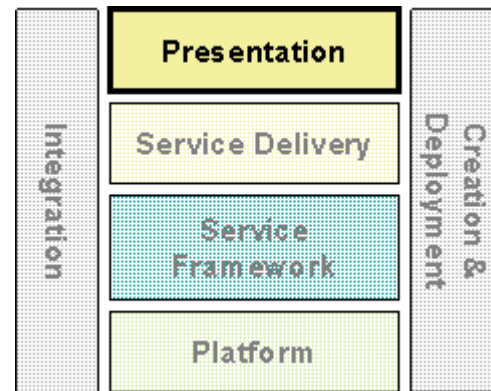 Presentation
Service Delivery
Service
Framework
Platform
Integration
Creation &
Deployment